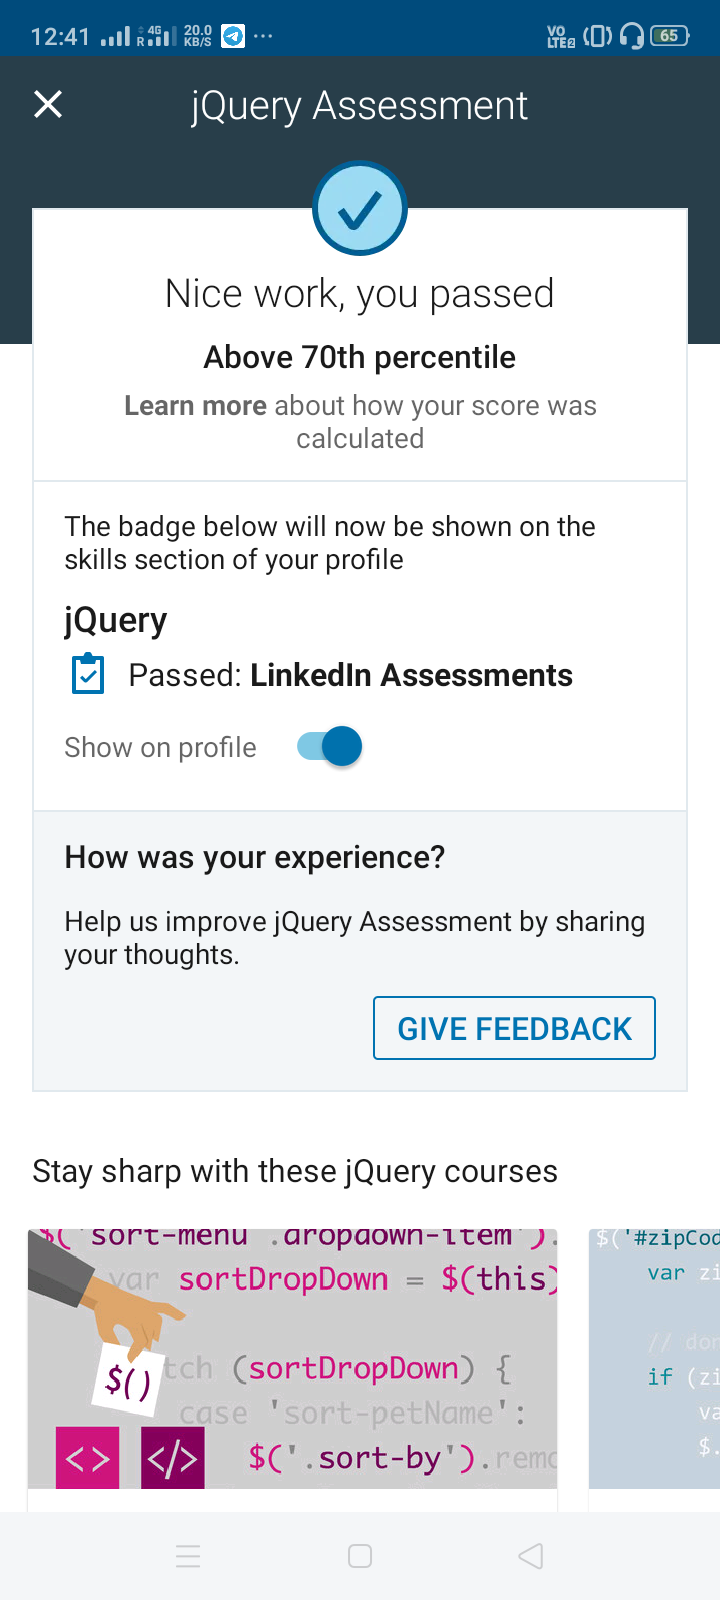 12:41 R 4G 20.0 KB/S ... VO LTE2 65
jQuery Assessment
Nice work, you passed
Above 70th percentile
Learn more about how your score was
calculated
The badge below will now be shown on the
skills section of your profile
jQuery
Passed: LinkedIn Assessments
Show on profile
How was your experience?
Help us improve jQuery Assessment by sharing
your thoughts.
GIVE FEEDBACK
Stay sharp with these jQuery courses
$('sort-menu .dropdown-item').
var sortDropDown = $(this)
tch (sortDropDown) {
$()
case 'sort-petName':
<> </> $('.sort-by').remo
$('#zipCod
var zi
// don
if (zi
va
$.